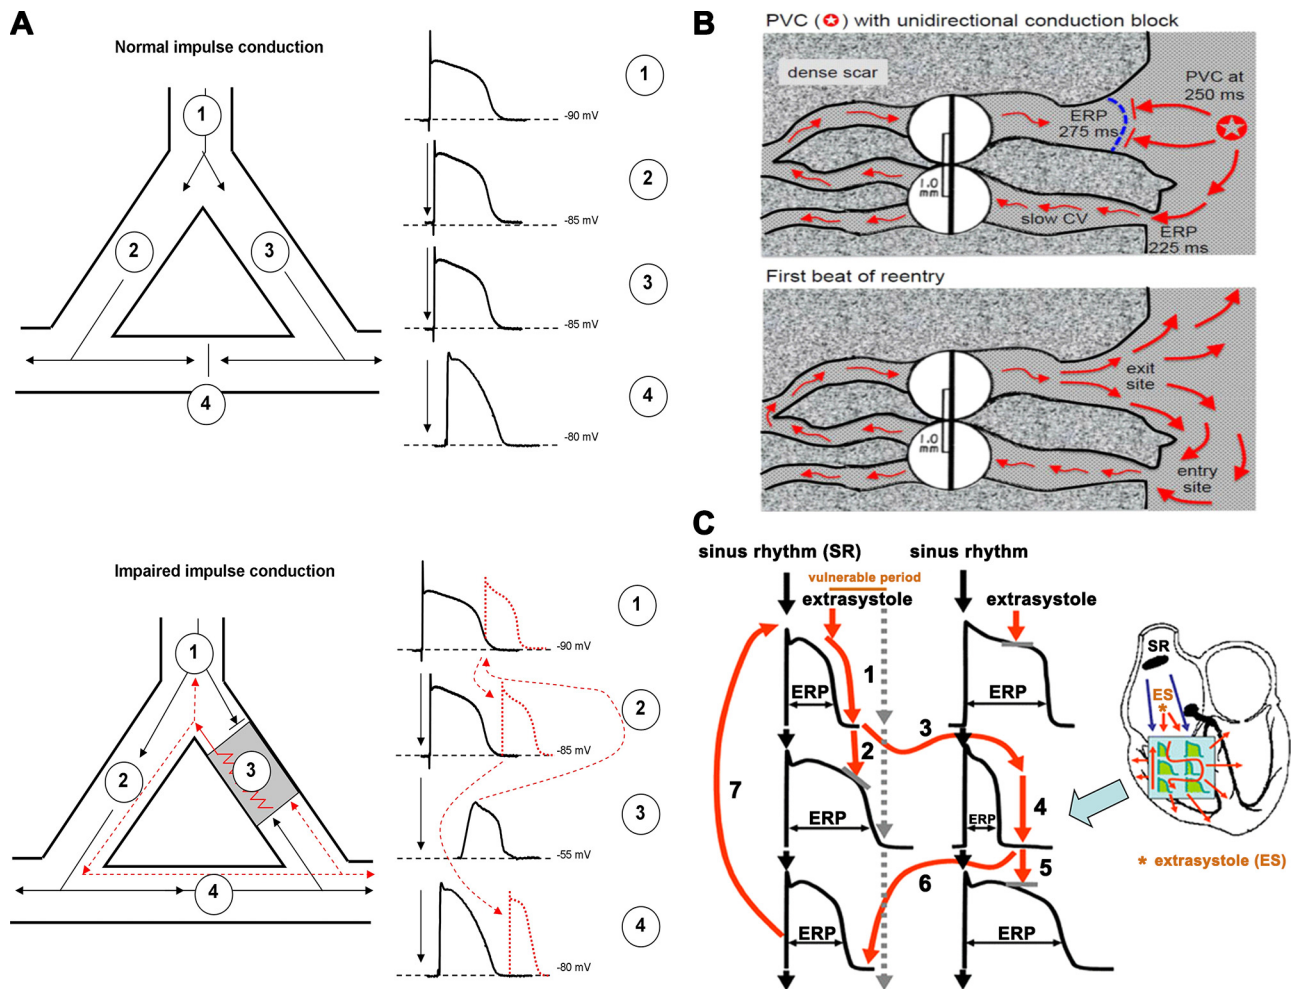 A
Normal impulse conduction
1
2
3
4
1
-90 mV
2
-85 mV
3
-85 mV
4
-80 mV
Impaired impulse conduction
1
2
3
4
1
-90 mV
2
-85 mV
3
-55 mV
4
-80 mV
B
PVC ( ) with unidirectional conduction block
dense scar
PVC at
250 ms
ERP
275 ms
1.0
mm
slow CV
ERP
225 ms
First beat of reentry
exit
site
1.0
mm
entry
site
C
sinus rhythm (SR)
sinus rhythm
vulnerable period
extrasystole
extrasystole
1
ERP
ERP
2
3
7
4
ERP
ERP
5
6
ERP
ERP
SR
ES
*
* extrasystole (ES)